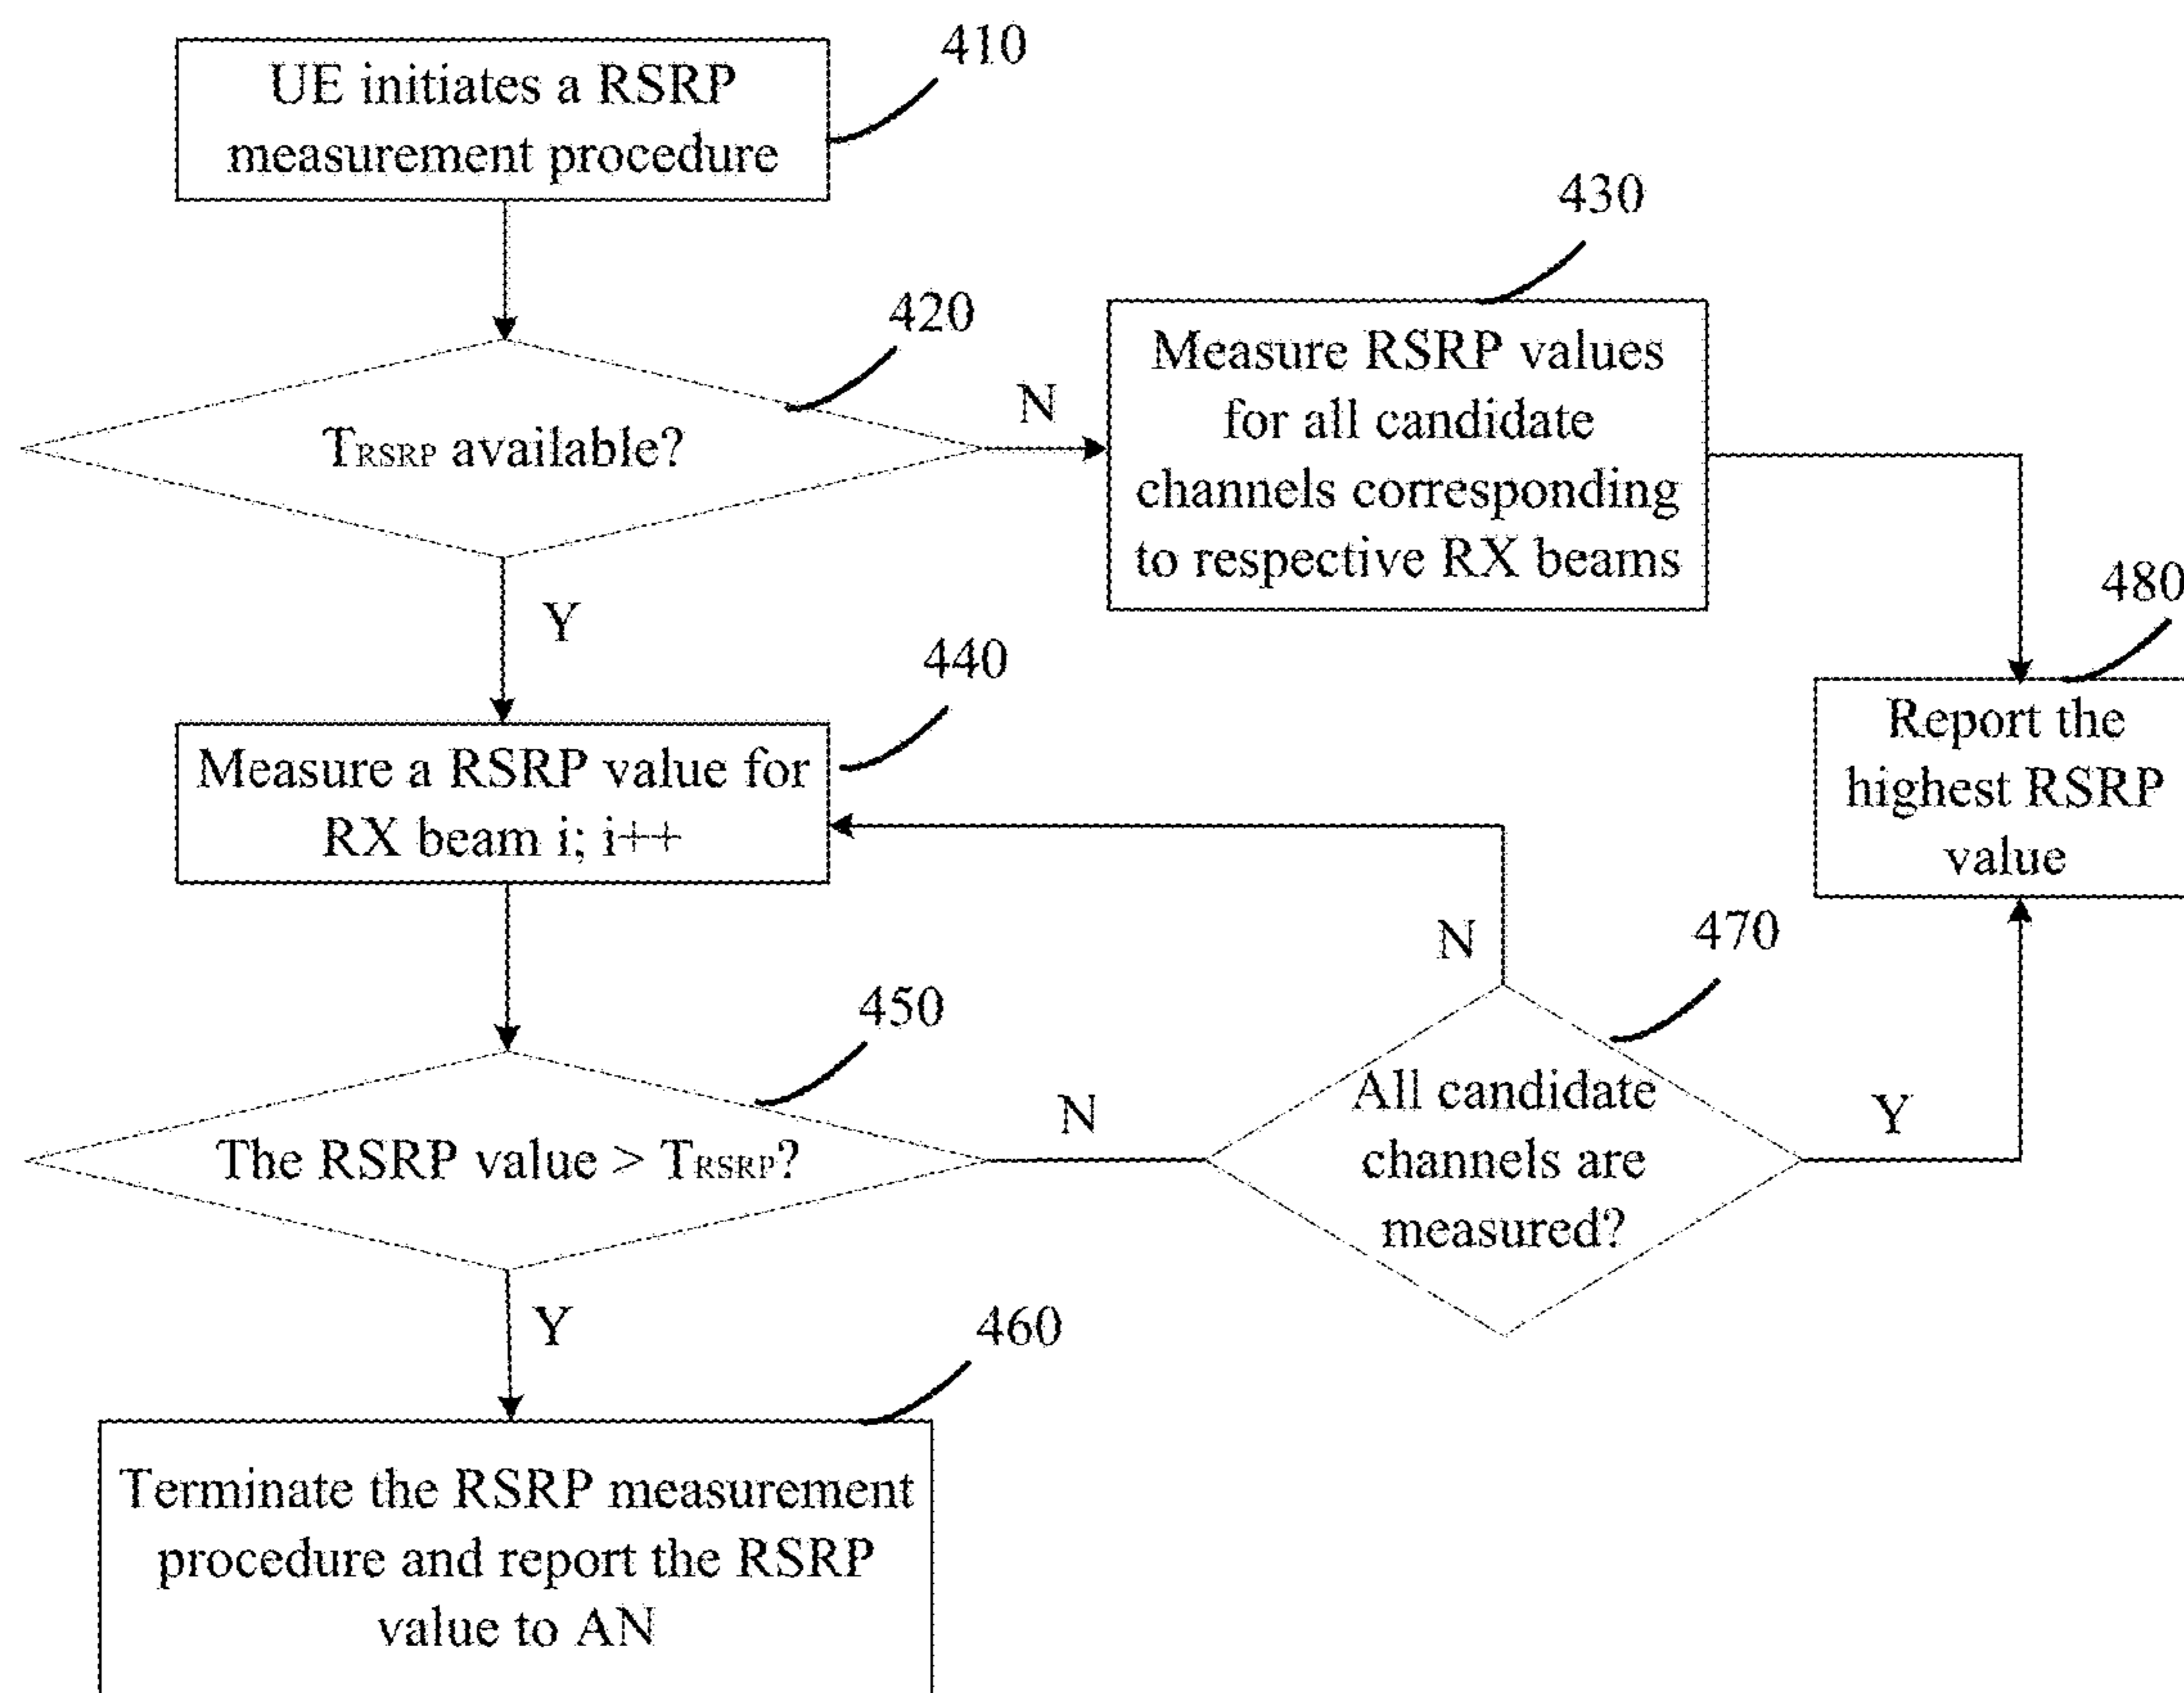 410
UE initiates a RSRP
measurement procedure
430
420
Measure RSRP values
for all candidate
channels corresponding
to respective RX beams
N
TRSRP available?
480
Y
440
Report the
highest RSRP
value
Measure a RSRP value for
RX beam i; i++
470
N
450
All candidate
channels are
measured?
N
Y
The RSRP value > TRSRP?
Y
460
Terminate the RSRP measurement
procedure and report the RSRP
value to AN